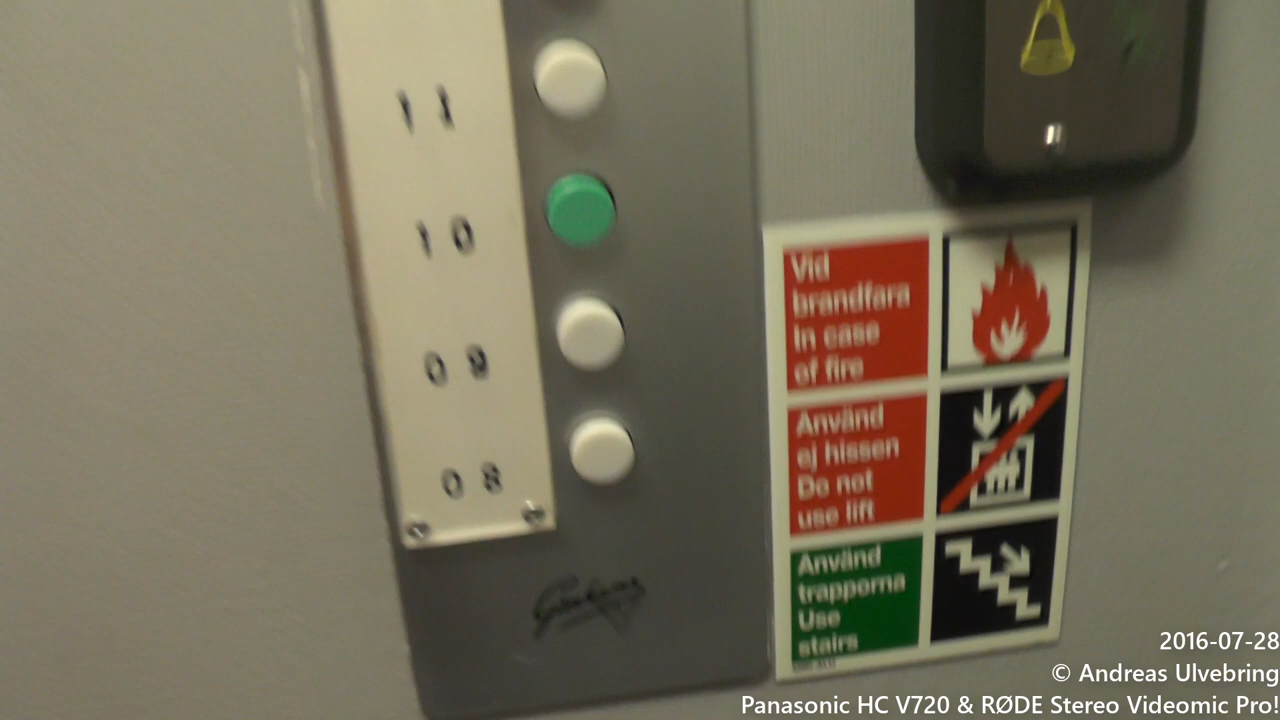 11
10
09
08
Vid
brandfara
In case
of fire
Använd
ej hissen
Do not
use lift
Använd
trapporna
Use
stairs
2016-07-28
© Andreas Ulvebring
Panasonic HC V720 & RØDE Stereo Videomic Pro!